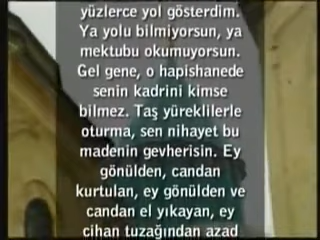 yüzlerce yol gösterdim.
Ya yolu bilmiyorsun, ya
mektubu okumuyorsun.
Gel gene, o hapishanede
senin kadrini kimse
bilmez. Taş yüreklilerle
oturma, sen nihayet bu
madenin gevherisin. Ey
gönülden, candan
kurtulan, ey gönülden ve
candan el yıkayan, ey
cihan tuzağından azad